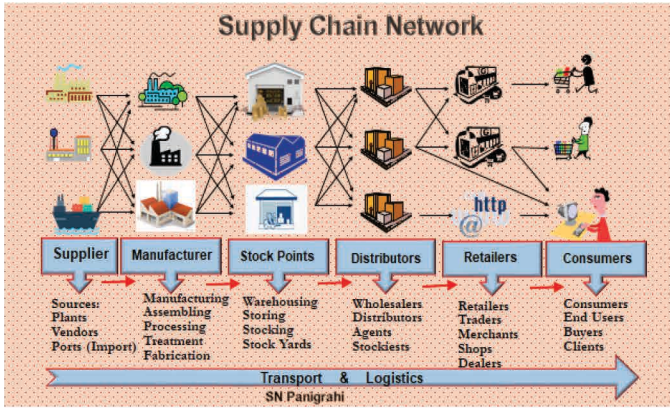 Supply Chain Network
http
@
Supplier
Manufacturer
Stock Points
Distributors
Retailers
Consumers
Sources:
Plants
Vendors
Ports (Import)
Manufacturing
Assembling
Processing
Treatment
Fabrication
Warehousing
Storing
Stocking
Stock Yards
Wholesalers
Distributors
Agents
Stockiests
Retailers
Traders
Merchants
Shops
Dealers
Consumers
End Users
Buyers
Clients
Transport & Logistics
SN Panigrahi